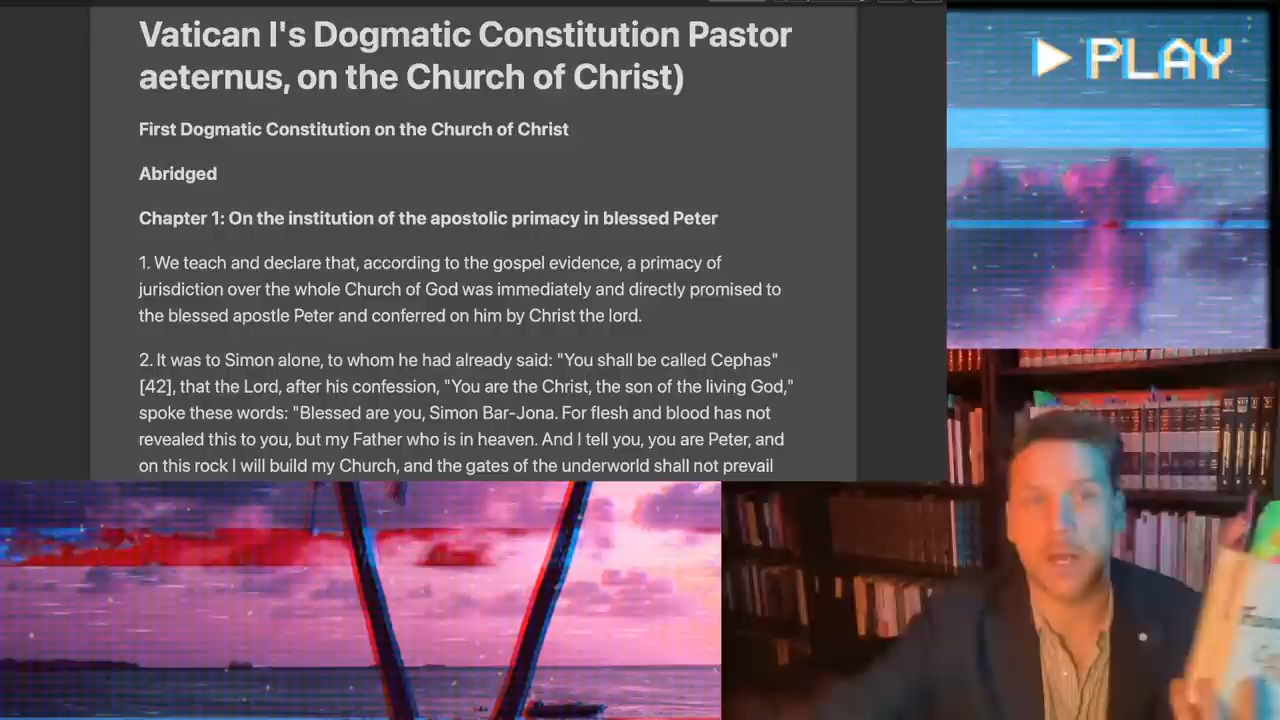 Vatican I's Dogmatic Constitution Pastor
aeternus, on the Church of Christ)
First Dogmatic Constitution on the Church of Christ
Abridged
Chapter 1: On the institution of the apostolic primacy in blessed Peter
1. We teach and declare that, according to the gospel evidence, a primacy of
jurisdiction over the whole Church of God was immediately and directly promised to
the blessed apostle Peter and conferred on him by Christ the lord.
2. It was to Simon alone, to whom he had already said: "You shall be called Cephas"
[42], that the Lord, after his confession, "You are the Christ, the son of the living God,"
spoke these words: "Blessed are you, Simon Bar-Jona. For flesh and blood has not
revealed this to you, but my Father who is in heaven. And I tell you, you are Peter, and
on this rock I will build my Church, and the gates of the underworld shall not prevail
PLAY